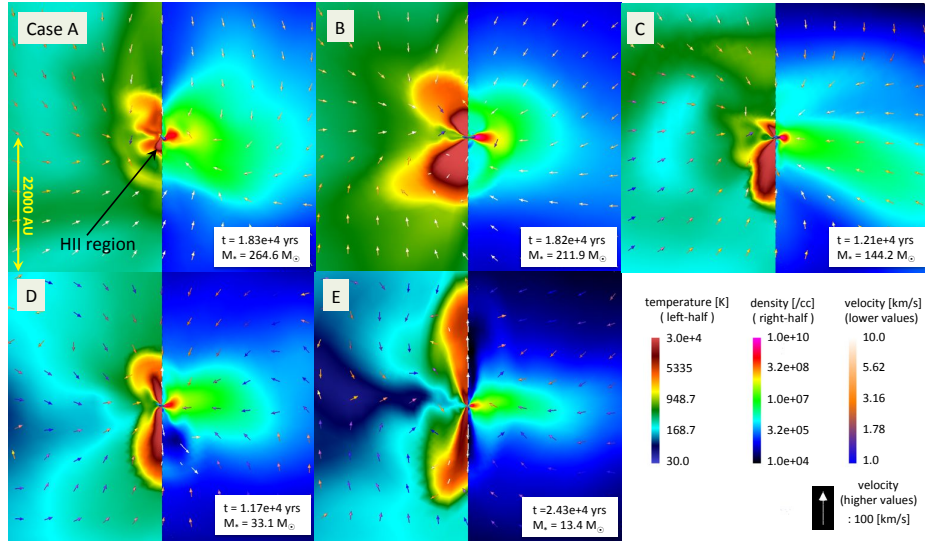 Case A
22000 AU
HII region
t = 1.83e+4 yrs
M* = 264.6 M☉
B
t = 1.82e+4 yrs
M* = 211.9 M☉
C
t = 1.21e+4 yrs
M* = 144.2 M☉
D
t = 1.17e+4 yrs
M* = 33.1 M☉
E
t =2.43e+4 yrs
M* = 13.4 M☉
temperature [K]
( left-half )
3.0e+4
5335
948.7
168.7
30.0
density [/cc]
( right-half )
1.0e+10
3.2e+08
1.0e+07
3.2e+05
1.0e+04
velocity [km/s]
(lower values)
10.0
5.62
3.16
1.78
1.0
velocity
(higher values)
: 100 [km/s]